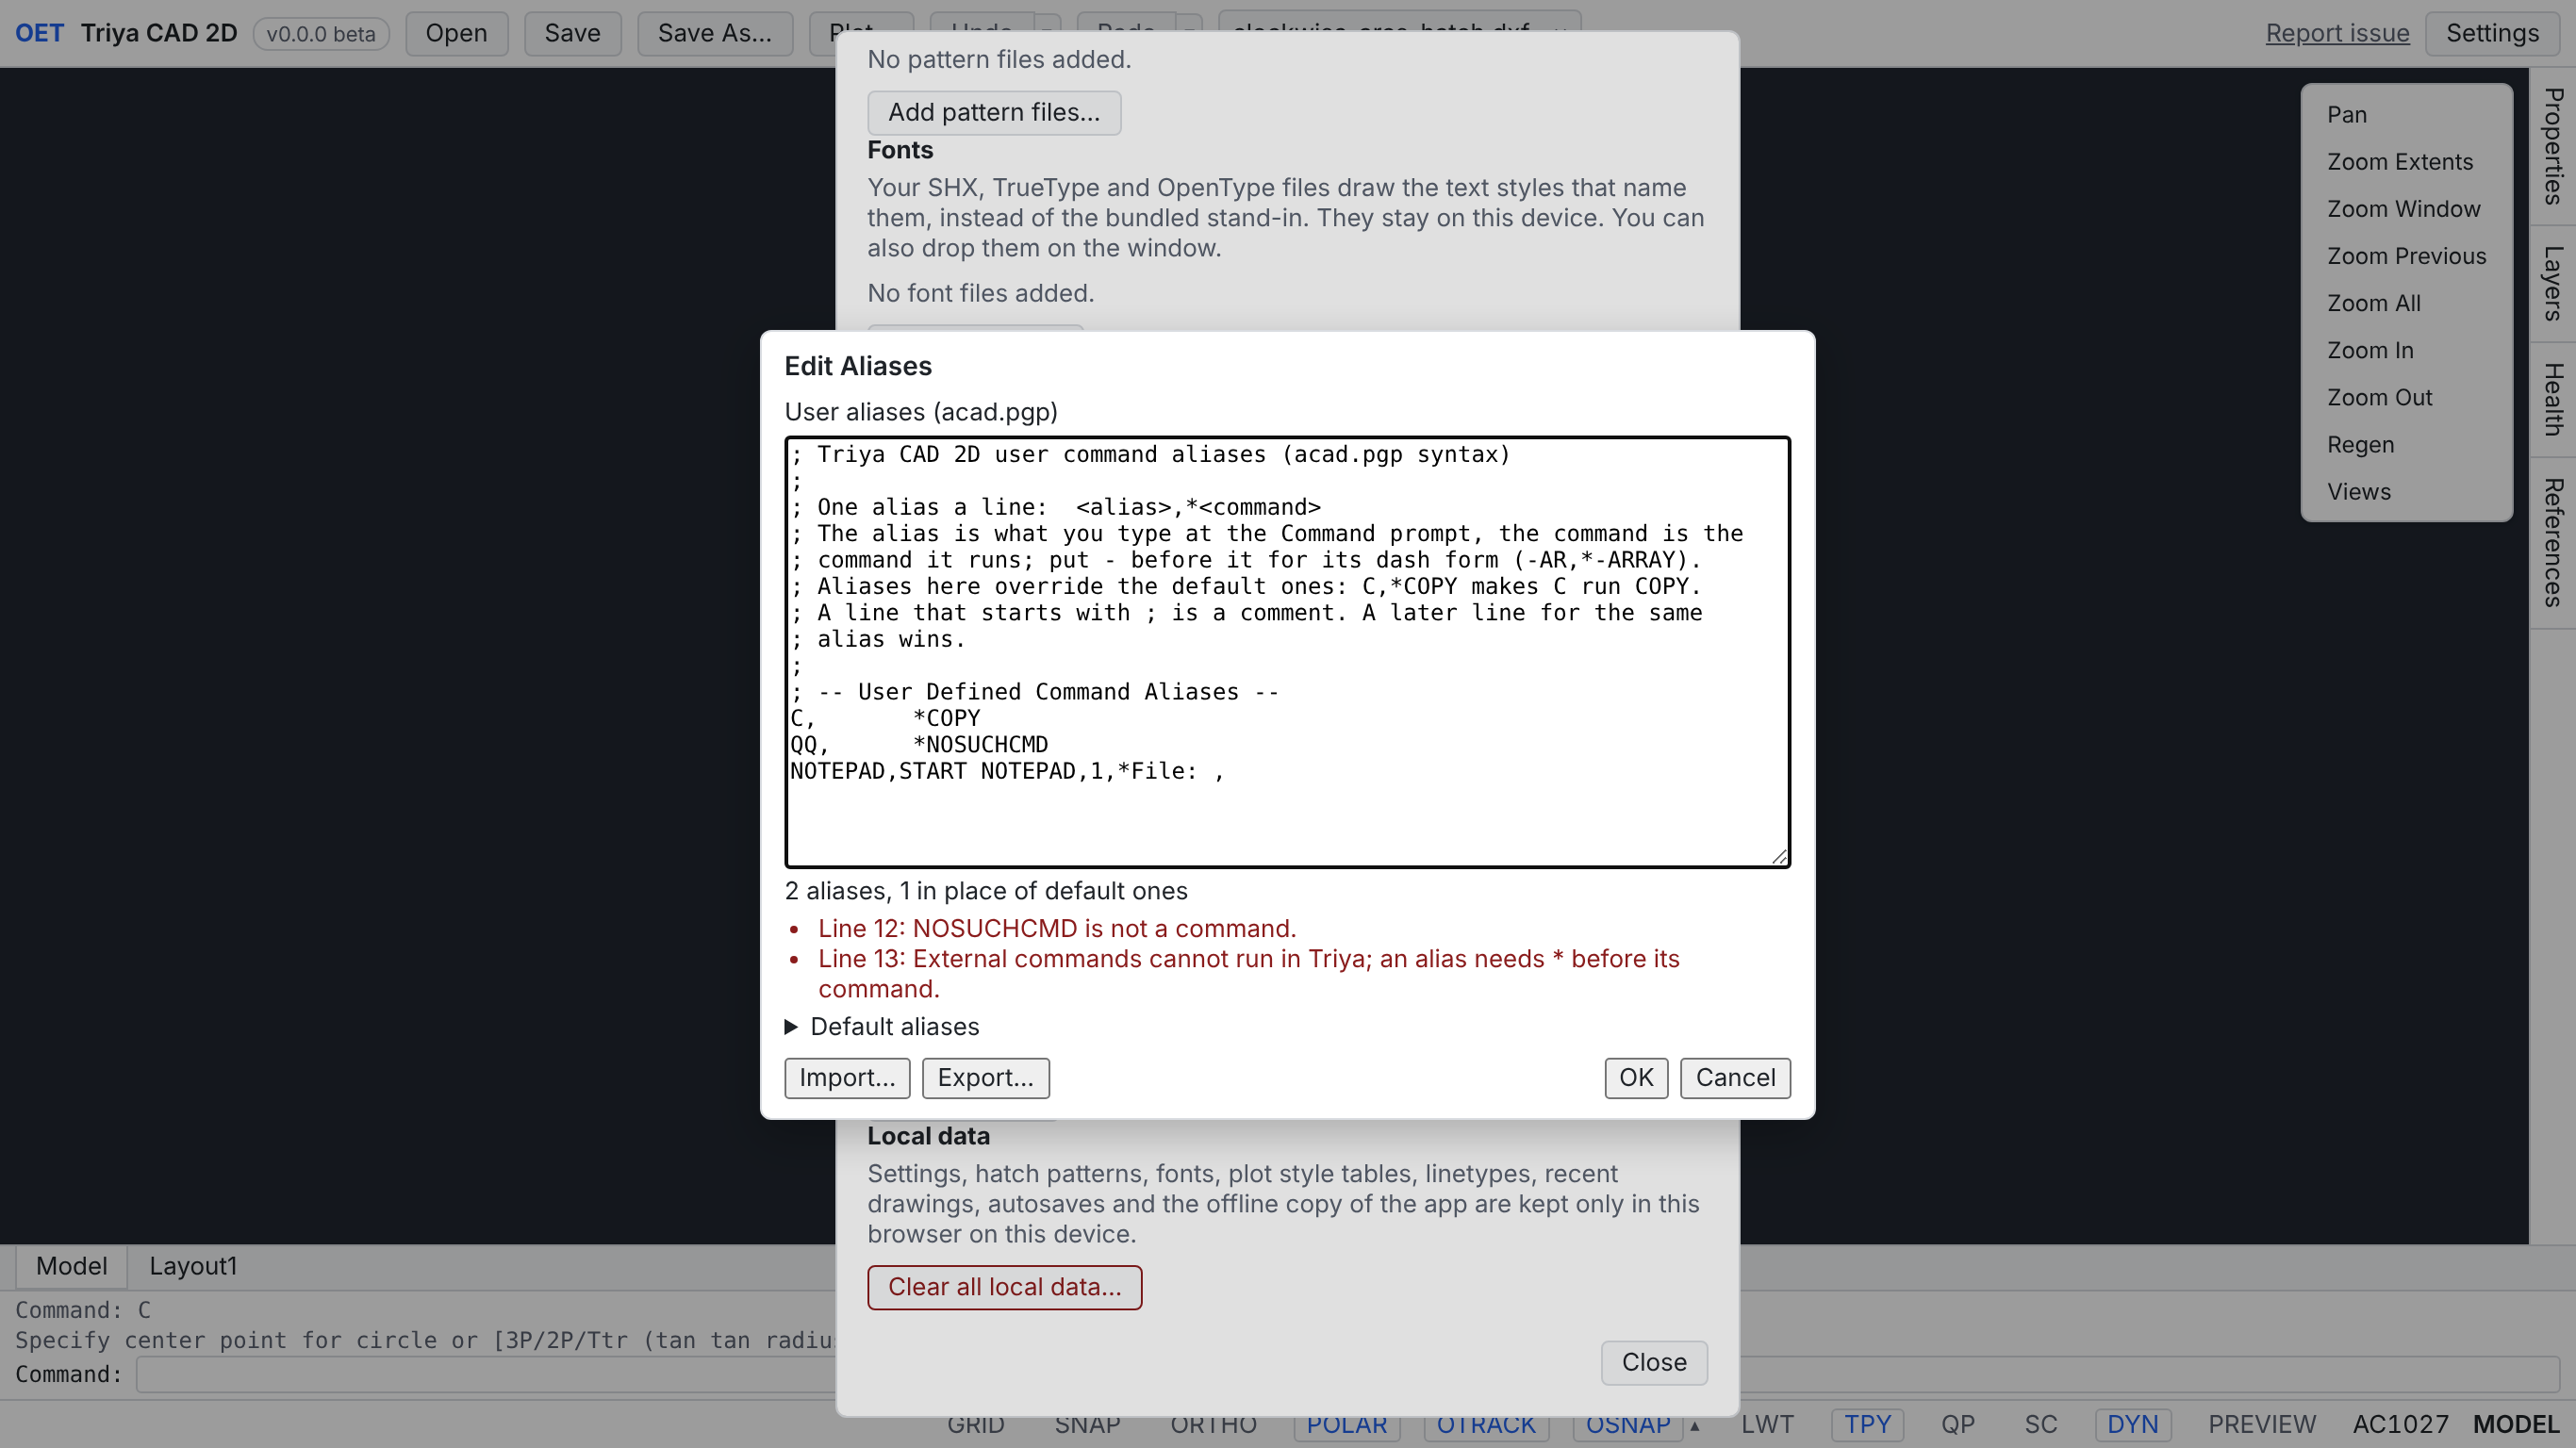 OET Triya CAD 2D v0.0.0 beta Open Save Save As... Plot... Undo Redo clockwise-arcs-hatch.dxf Report issue Settings
No pattern files added.
Add pattern files...
Fonts
Your SHX, TrueType and OpenType files draw the text styles that name
them, instead of the bundled stand-in. They stay on this device. You can
also drop them on the window.
No font files added.
Edit Aliases
User aliases (acad.pgp)
; Triya CAD 2D user command aliases (acad.pgp syntax)
;
; One alias a line:  <alias>,*<command>
; The alias is what you type at the Command prompt, the command is the
; command it runs; put - before it for its dash form (-AR,*-ARRAY).
; Aliases here override the default ones: C,*COPY makes C run COPY.
; A line that starts with ; is a comment. A later line for the same
; alias wins.
;
; -- User Defined Command Aliases --
C,       *COPY
QQ,      *NOSUCHCMD
NOTEPAD,START NOTEPAD,1,*File: ,
2 aliases, 1 in place of default ones
• Line 12: NOSUCHCMD is not a command.
• Line 13: External commands cannot run in Triya; an alias needs * before its
command.
▶ Default aliases
Import... Export... OK Cancel
Local data
Settings, hatch patterns, fonts, plot style tables, linetypes, recent
drawings, autosaves and the offline copy of the app are kept only in this
browser on this device.
Clear all local data...
Close
Pan
Zoom Extents
Zoom Window
Zoom Previous
Zoom All
Zoom In
Zoom Out
Regen
Views
Properties
Layers
Health
References
Model Layout1
Command: C
Specify center point for circle or [3P/2P/Ttr (tan tan
Command:
GRID SNAP ORTHO POLAR OTRACK OSNAP ▲ LWT TPY QP SC DYN PREVIEW AC1027 MODEL